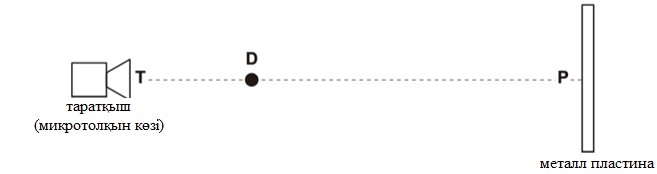 D
T
P
таратқыш
(микротолқын көзі)
металл пластина